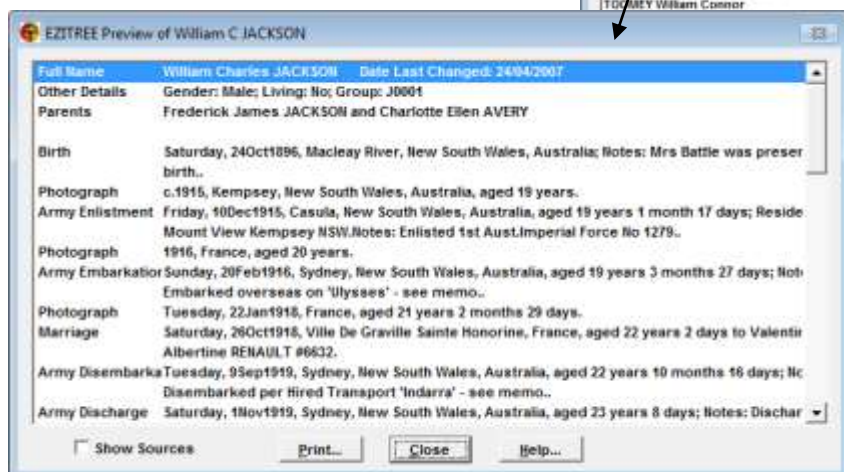 TOOMEY William Connor
EZITREE Preview of William C JACKSON
Full Name William Charles JACKSON Date Last Changed: 24/04/2007
Other Details Gender: Male; Living: No; Group: J0001
Parents Frederick James JACKSON and Charlotte Ellen AVERY
Birth Saturday, 24Oct1896, Macleay River, New South Wales, Australia; Notes: Mrs Battle was preser
birth..
Photograph c.1915, Kempsey, New South Wales, Australia, aged 19 years.
Army Enlistment Friday, 10Dec1915, Casula, New South Wales, Australia, aged 19 years 1 month 17 days; Reside
Mount View Kempsey NSW.Notes: Enlisted 1st Aust.Imperial Force No 1279..
Photograph 1916, France, aged 20 years.
Army Embarkation Sunday, 20Feb1916, Sydney, New South Wales, Australia, aged 19 years 3 months 27 days; Note
Embarked overseas on 'Ulysses' - see memo..
Photograph Tuesday, 22Jan1918, France, aged 21 years 2 months 29 days.
Marriage Saturday, 26Oct1918, Ville De Graville Sainte Honorine, France, aged 22 years 2 days to Valentin
Albertine RENAULT #6632.
Army Disembarka Tuesday, 9Sep1919, Sydney, New South Wales, Australia, aged 22 years 10 months 16 days; No
Disembarked per Hired Transport 'Indarra' - see memo..
Army Discharge Saturday, 1Nov1919, Sydney, New South Wales, Australia, aged 23 years 8 days; Notes: Dischar
Show Sources Print... Close Help...